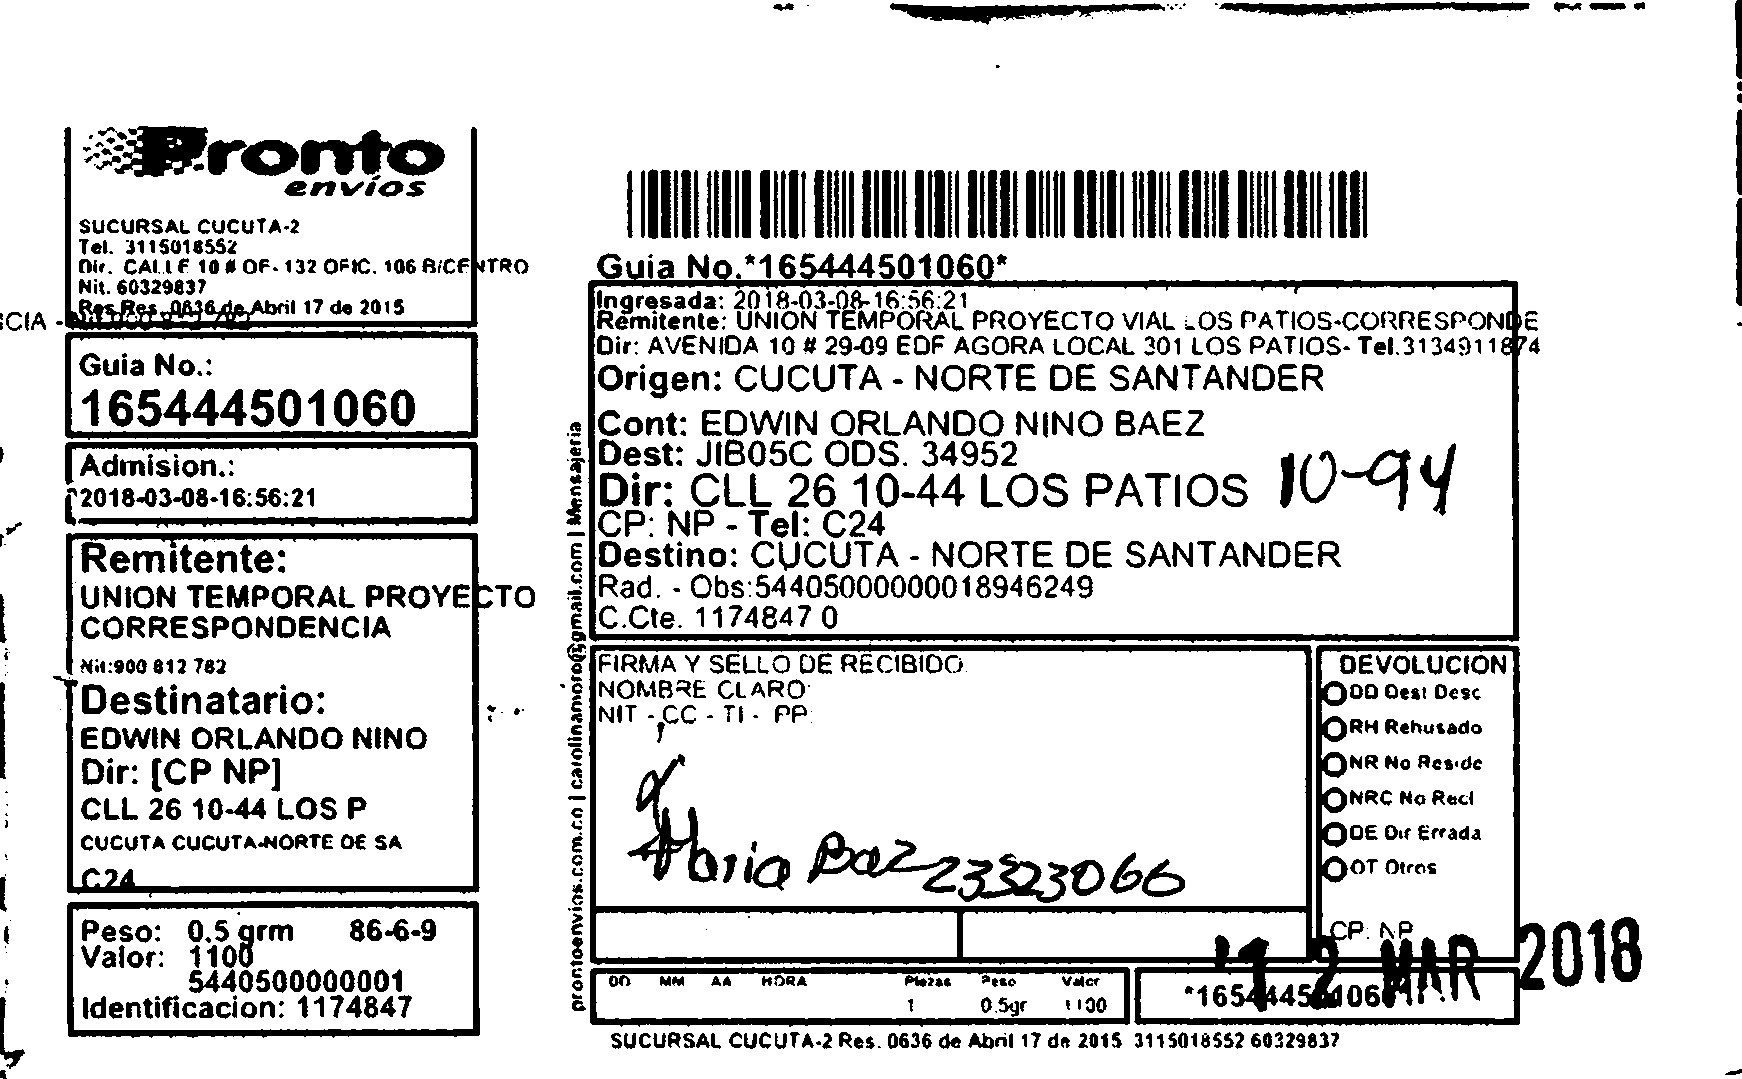 Pronto
envíos
SUCURSAL CUCUTA-2
Tel. 3115018552
Dir. CALLE 10 # OF- 132 OFIC. 106 B/CENTRO
Nit. 60329837
Res Res. 0636 de Abril 17 de 2015
CIA -
Guia No.:
165444501060
Admision.:
2018-03-08-16:56:21
Remitente:
UNION TEMPORAL PROYECTO
CORRESPONDENCIA
Nit:900 812 782
Destinatario:
EDWIN ORLANDO NINO
Dir: [CP NP]
CLL 26 10-44 LOS P
CUCUTA CUCUTA-NORTE DE SA
C24
Peso: 0.5 grm 86-6-9
Valor: 1100
5440500000001
Identificacion: 1174847
prontoenvios.com.co | carolinamoro@gmail.com | Mensajeria
Guia No.*165444501060*
Ingresada: 2018-03-08-16:56:21
Remitente: UNION TEMPORAL PROYECTO VIAL LOS PATIOS-CORRESPONDE
Dir: AVENIDA 10 # 29-09 EDF AGORA LOCAL 301 LOS PATIOS- Tel.3134911874
Origen: CUCUTA - NORTE DE SANTANDER
Cont: EDWIN ORLANDO NINO BAEZ
Dest: JIB05C ODS. 34952
Dir: CLL 26 10-44 LOS PATIOS 10-94
CP: NP - Tel: C24
Destino: CUCUTA - NORTE DE SANTANDER
Rad. - Obs:54405000000018946249
C.Cte. 1174847 0
FIRMA Y SELLO DE RECIBIDO
NOMBRE CLARO:
NIT - CC - TI - PP:
Maria Baez 23323066
DEVOLUCION
DD Dest Desc
RH Rehusado
NR No Reside
NRC No Recl
DE Dir Errada
OT Otros
CP: NP
12 MAR 2018
DD MM AA HORA Piezas Peso Valor
1 0.5gr 1100
*165444501060*
SUCURSAL CUCUTA-2 Res. 0636 de Abril 17 de 2015 3115018552 60329837